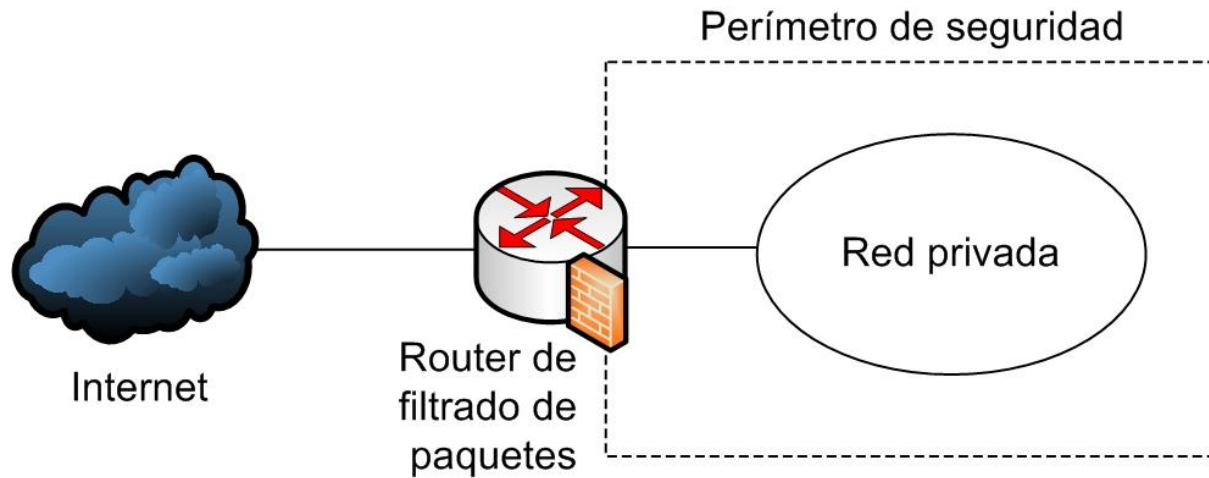 Perímetro de seguridad
Red privada
Internet
Router de
filtrado de
paquetes